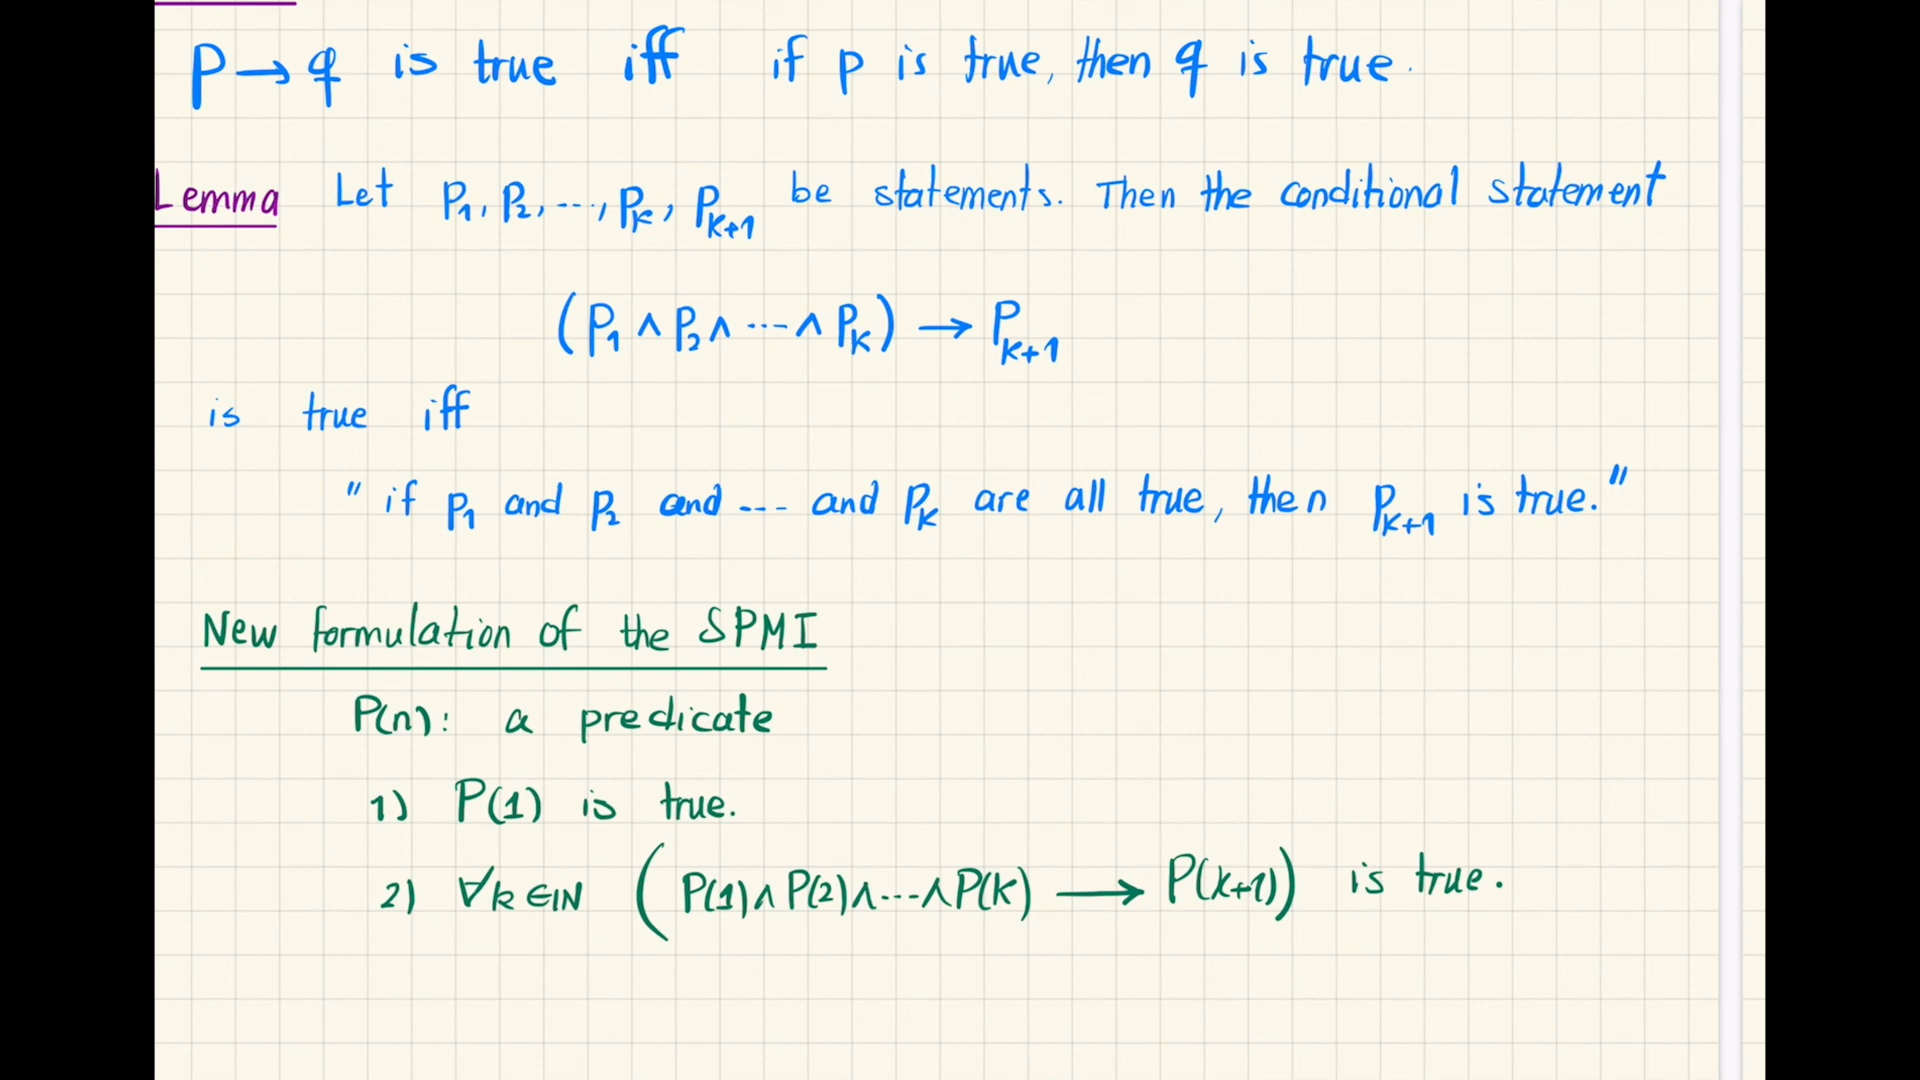 p → q is true iff if p is true, then q is true.
Lemma Let p₁, p₂, ..., pₖ, pₖ₊₁ be statements. Then the conditional statement
(p₁ ∧ p₂ ∧ ... ∧ pₖ) → pₖ₊₁
is true iff
" if p₁ and p₂ and ... and pₖ are all true, then pₖ₊₁ is true."
New formulation of the SPMI
P(n): a predicate
1) P(1) is true.
2) ∀k ∈ ℕ ( P(1) ∧ P(2) ∧ ... ∧ P(k) ⟶ P(k+1)) is true.